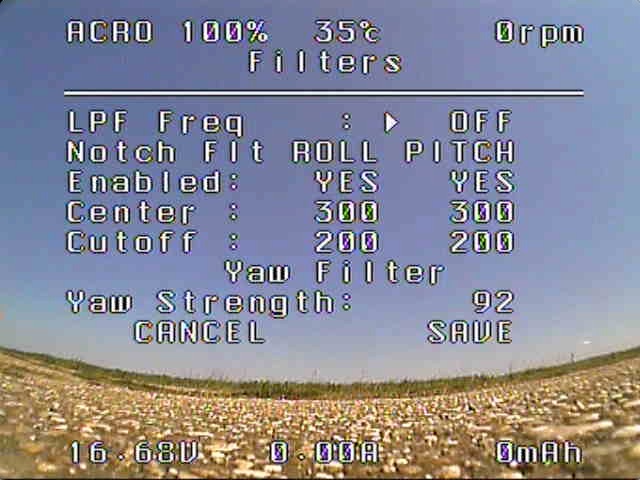 ACRO 100% 35℃ 0rpm
Filters
LPF Freq : ▶ OFF
Notch Flt ROLL PITCH
Enabled: YES YES
Center : 300 300
Cutoff : 200 200
Yaw Filter
Yaw Strength: 92
CANCEL SAVE
16.68V 0.00A 0mAh